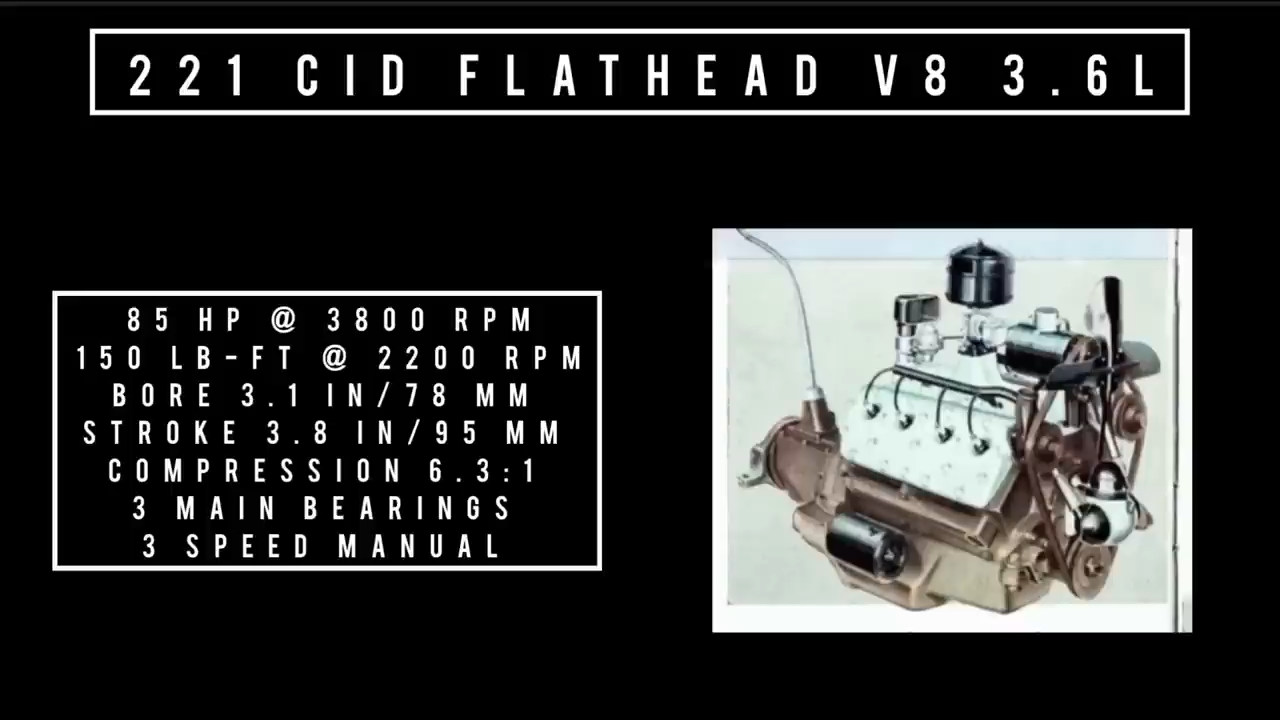 221 CID FLATHEAD V8 3.6L
85 HP @ 3800 RPM
150 LB-FT @ 2200 RPM
BORE 3.1 IN/78 MM
STROKE 3.8 IN/95 MM
COMPRESSION 6.3:1
3 MAIN BEARINGS
3 SPEED MANUAL